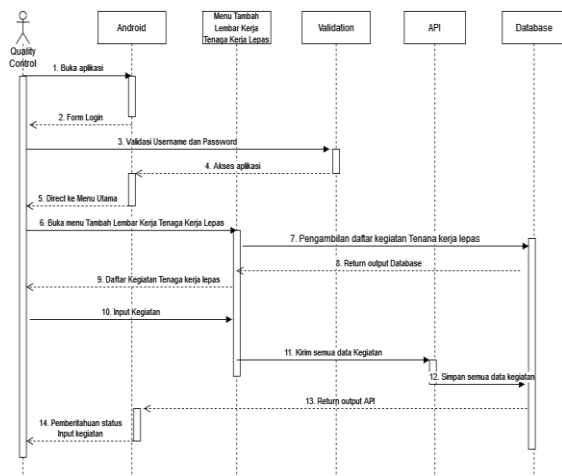 Quality
Control
Android
Menu Tambah
Lembar Kerja
Tenaga Kerja Lepas
Validation
API
Database
1. Buka aplikasi
2. Form Login
3. Validasi Username dan Password
4. Akses aplikasi
5. Direct ke Menu Utama
6. Buka menu Tambah Lembar Kerja Tenaga Kerja Lepas
7. Pengambilan daftar kegiatan Tenana kerja lepas
8. Return output Database
9. Daftar Kegiatan Tenaga kerja lepas
10. Input Kegiatan
11. Kirim semua data Kegiatan
12. Simpan semua data kegiatan
13. Return output API
14. Pemberitahuan status
Input kegiatan